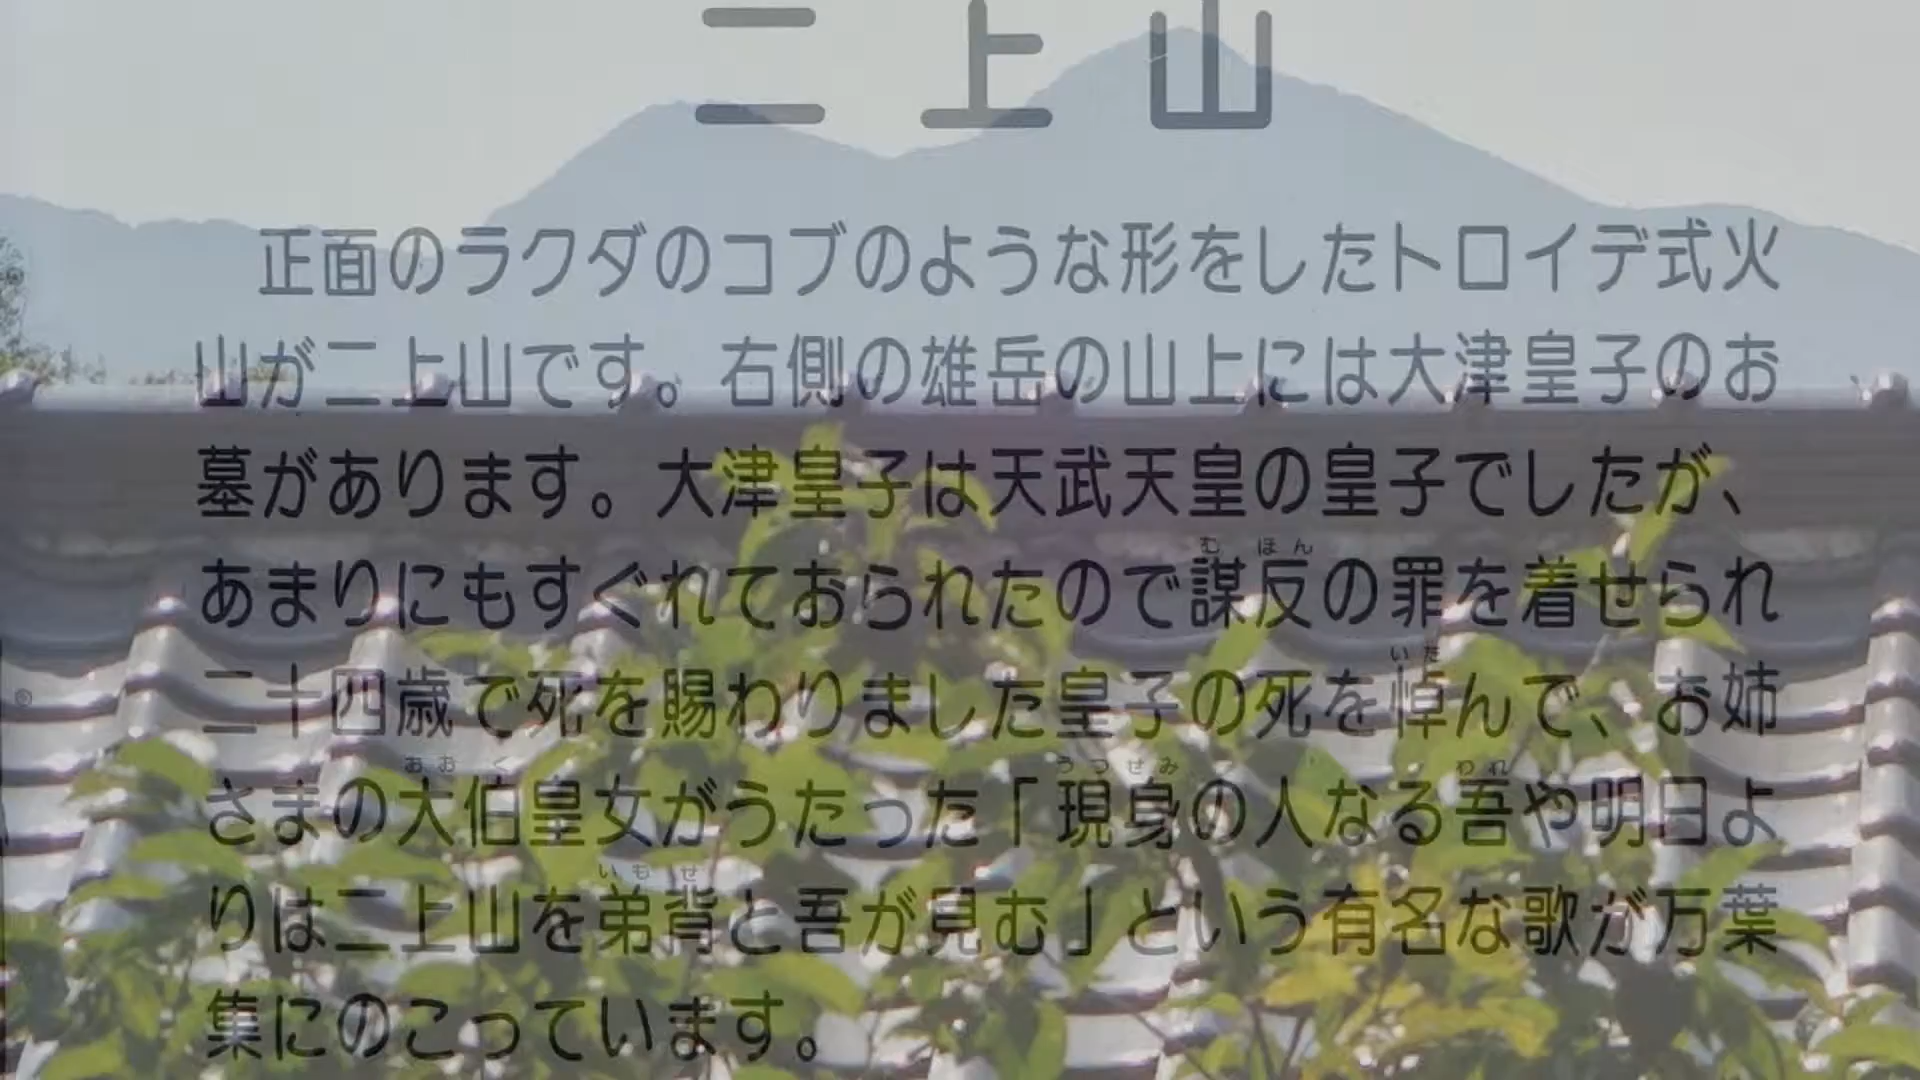 二上山
正面のラクダのコブのような形をしたトロイデ式火
山が二上山です。右側の雄岳の山上には大津皇子のお
墓があります。大津皇子は天武天皇の皇子でしたが、
むほん
あまりにもすぐれておられたので謀反の罪を着せられ
いた
二十四歳で死を賜わりました皇子の死を悼んで、お姉
おおく うつせみ われ
さまの大伯皇女がうたった「現身の人なる吾や明日よ
いもせ
りは二上山を弟背と吾が見む」という有名な歌が万葉
集にのこっています。